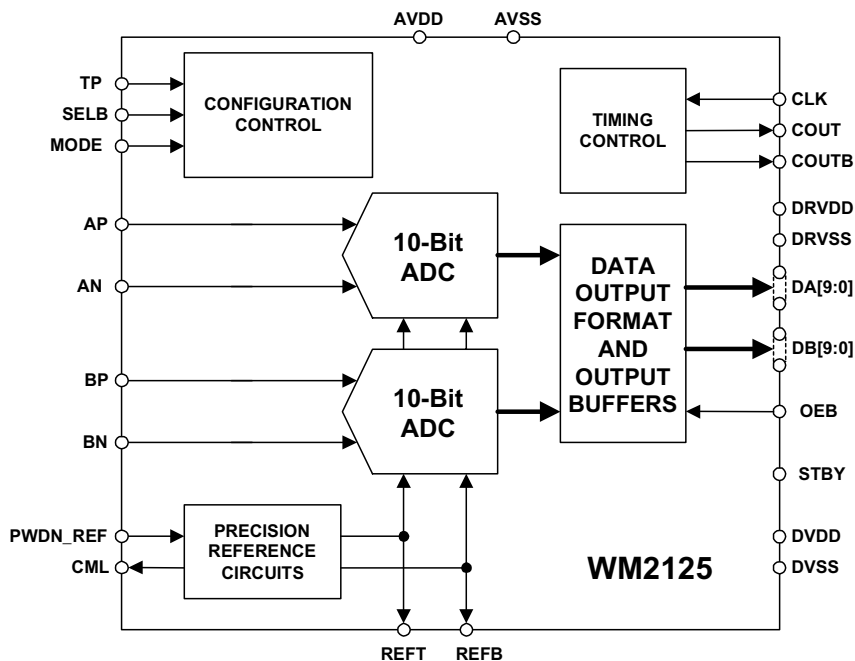 AVDD
AVSS
TP
SELB
MODE
CONFIGURATION
CONTROL
TIMING
CONTROL
CLK
COUT
COUTB
AP
AN
10-Bit
ADC
DRVDD
DRVSS
DATA
OUTPUT
FORMAT
AND
OUTPUT
BUFFERS
DA[9:0]
DB[9:0]
BP
BN
10-Bit
ADC
OEB
STBY
PWDN_REF
CML
PRECISION
REFERENCE
CIRCUITS
WM2125
DVDD
DVSS
REFT
REFB